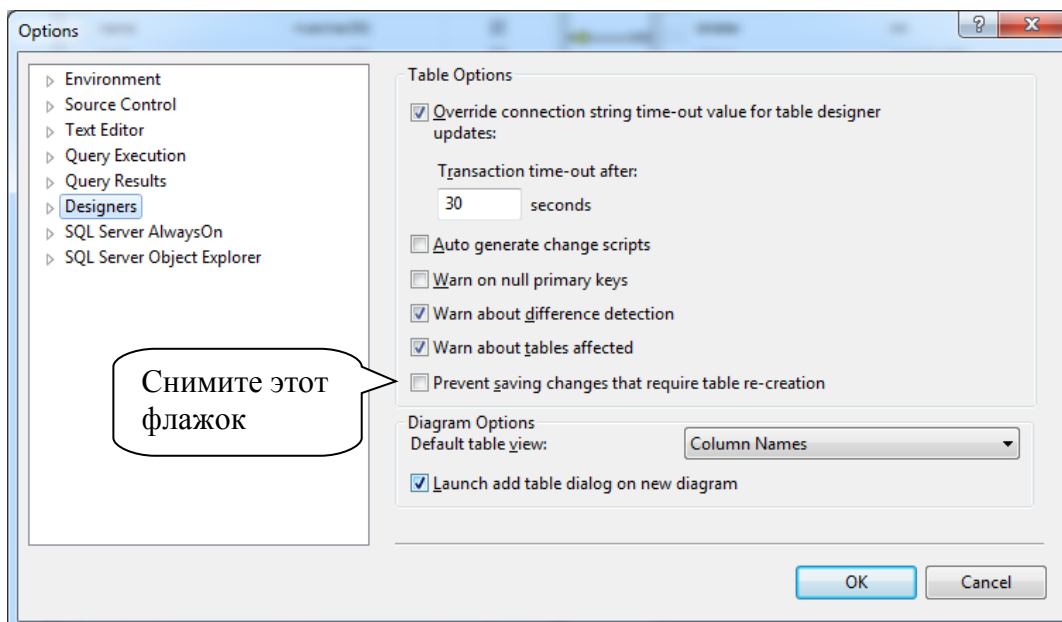 Options
Environment
Source Control
Text Editor
Query Execution
Query Results
Designers
SQL Server AlwaysOn
SQL Server Object Explorer
Table Options
Override connection string time-out value for table designer
updates:
Transaction time-out after:
30 seconds
Auto generate change scripts
Warn on null primary keys
Warn about difference detection
Warn about tables affected
Prevent saving changes that require table re-creation
Снимите этот
флажок
Diagram Options
Default table view: Column Names
Launch add table dialog on new diagram
OK Cancel